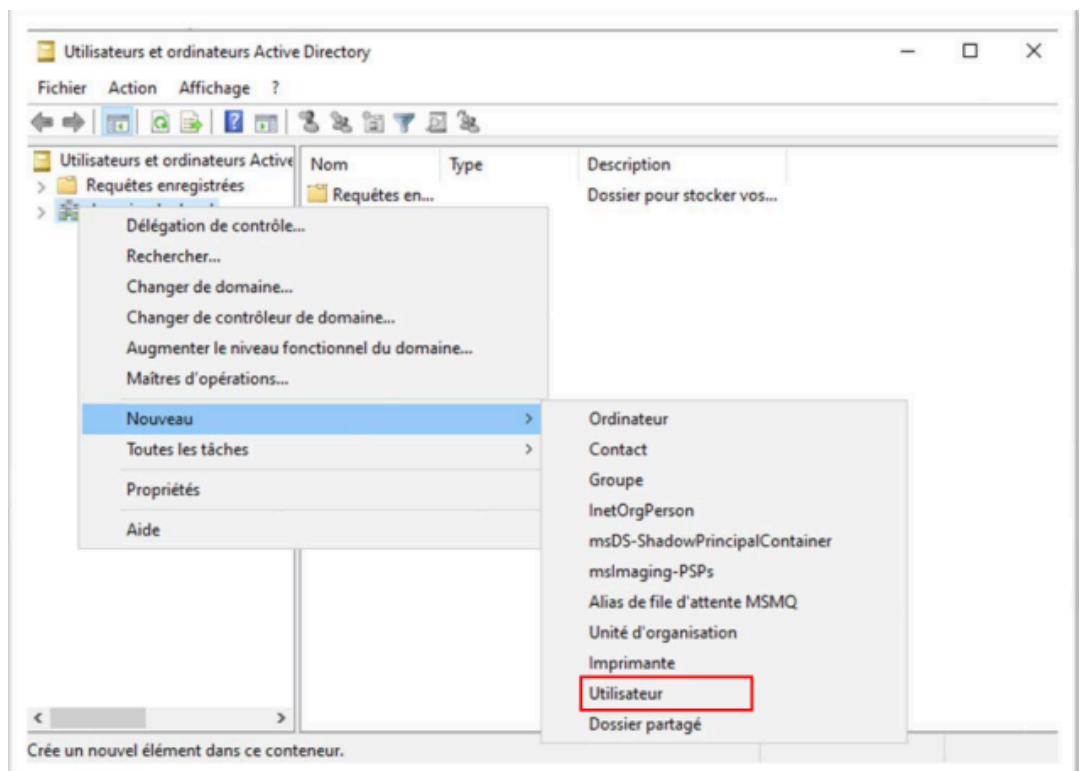 Utilisateurs et ordinateurs Active Directory
Fichier Action Affichage ?
Utilisateurs et ordinateurs Active
Nom Type Description
Requêtes enregistrées
Requêtes en... Dossier pour stocker vos...
Délégation de contrôle...
Rechercher...
Changer de domaine...
Changer de contrôleur de domaine...
Augmenter le niveau fonctionnel du domaine...
Maîtres d'opérations...
Nouveau
Toutes les tâches
Propriétés
Aide
Ordinateur
Contact
Groupe
InetOrgPerson
msDS-ShadowPrincipalContainer
msImaging-PSPs
Alias de file d'attente MSMQ
Unité d'organisation
Imprimante
Utilisateur
Dossier partagé
Crée un nouvel élément dans ce conteneur.